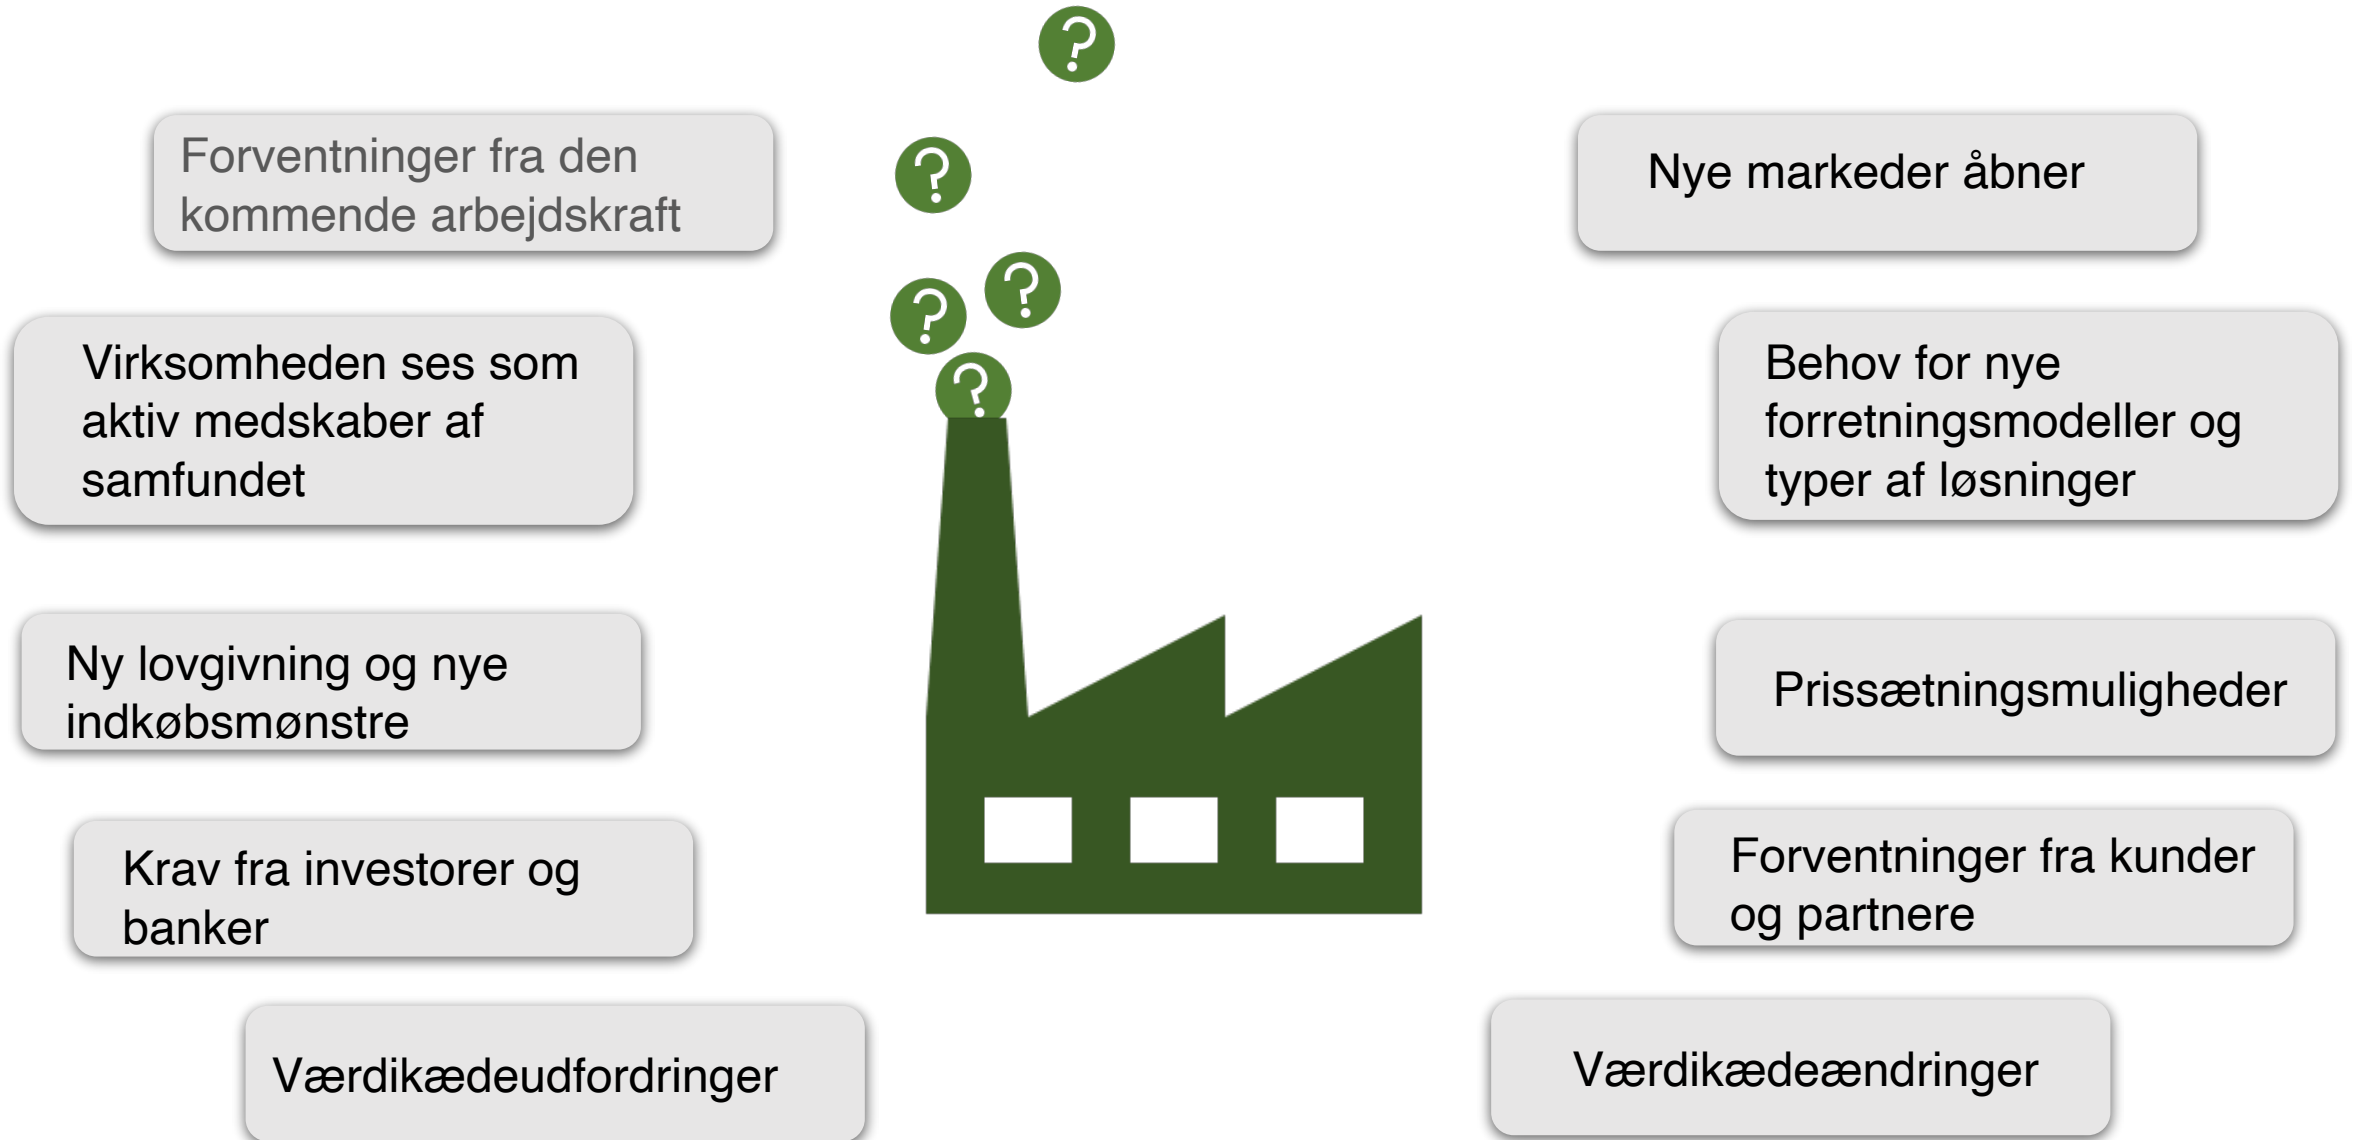 Forventninger fra den
kommende arbejdskraft
Virksomheden ses som
aktiv medskaber af
samfundet
Ny lovgivning og nye
indkøbsmønstre
Krav fra investorer og
banker
Værdikædeudfordringer
?
?
?
?
?
Nye markeder åbner
Behov for nye
forretningsmodeller og
typer af løsninger
Prissætningsmuligheder
Forventninger fra kunder
og partnere
Værdikædeændringer